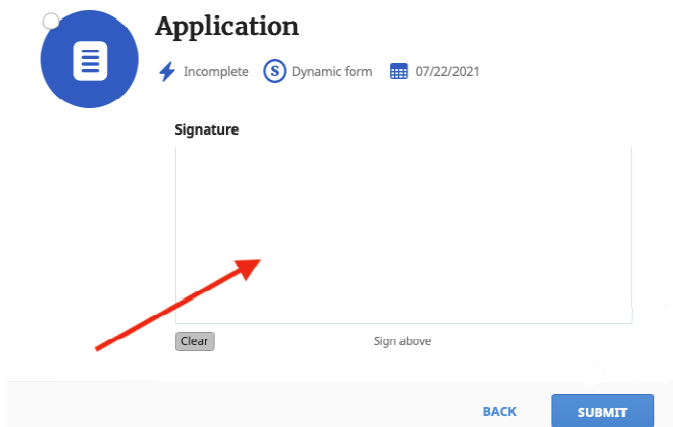 Application
Incomplete S Dynamic form 07/22/2021
Signature
Clear Sign above
BACK SUBMIT